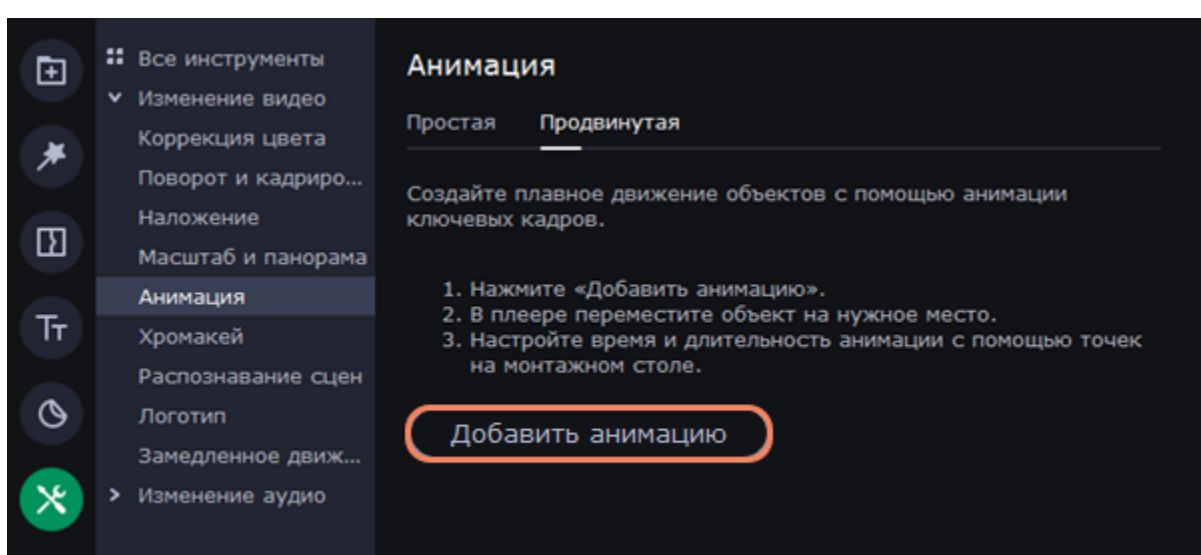 Все инструменты
Изменение видео
Коррекция цвета
Поворот и кадриро...
Наложение
Масштаб и панорама
Анимация
Хромакей
Распознавание сцен
Логотип
Замедленное движ...
Изменение аудио
Анимация
Простая Продвинутая
Создайте плавное движение объектов с помощью анимации
ключевых кадров.
1. Нажмите «Добавить анимацию».
2. В плеере переместите объект на нужное место.
3. Настройте время и длительность анимации с помощью точек
на монтажном столе.
Добавить анимацию
Тт